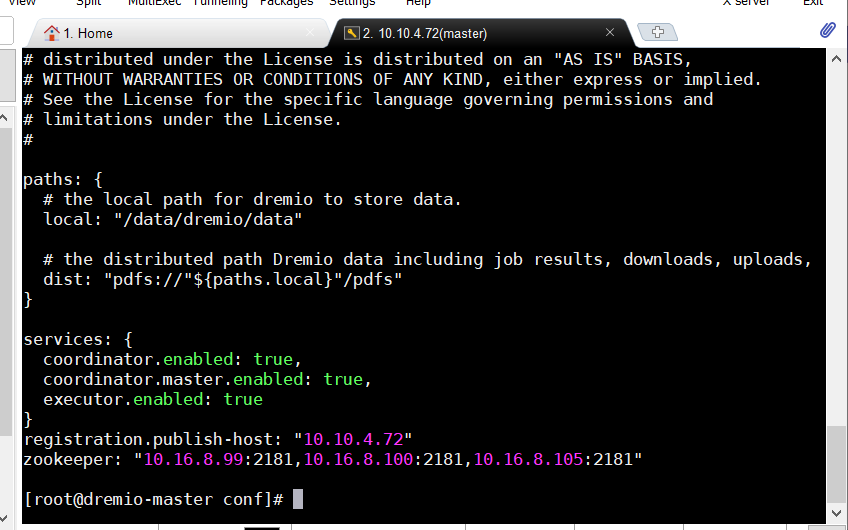 View Split MultiExec Tunneling Packages Settings Help X server Exit
1. Home
2. 10.10.4.72(master)
# distributed under the License is distributed on an "AS IS" BASIS,
# WITHOUT WARRANTIES OR CONDITIONS OF ANY KIND, either express or implied.
# See the License for the specific language governing permissions and
# limitations under the License.
#
paths: {
  # the local path for dremio to store data.
  local: "/data/dremio/data"
  # the distributed path Dremio data including job results, downloads, uploads,
  dist: "pdfs://"${paths.local}"/pdfs"
}
services: {
  coordinator.enabled: true,
  coordinator.master.enabled: true,
  executor.enabled: true
}
registration.publish-host: "10.10.4.72"
zookeeper: "10.16.8.99:2181,10.16.8.100:2181,10.16.8.105:2181"
[root@dremio-master conf]#